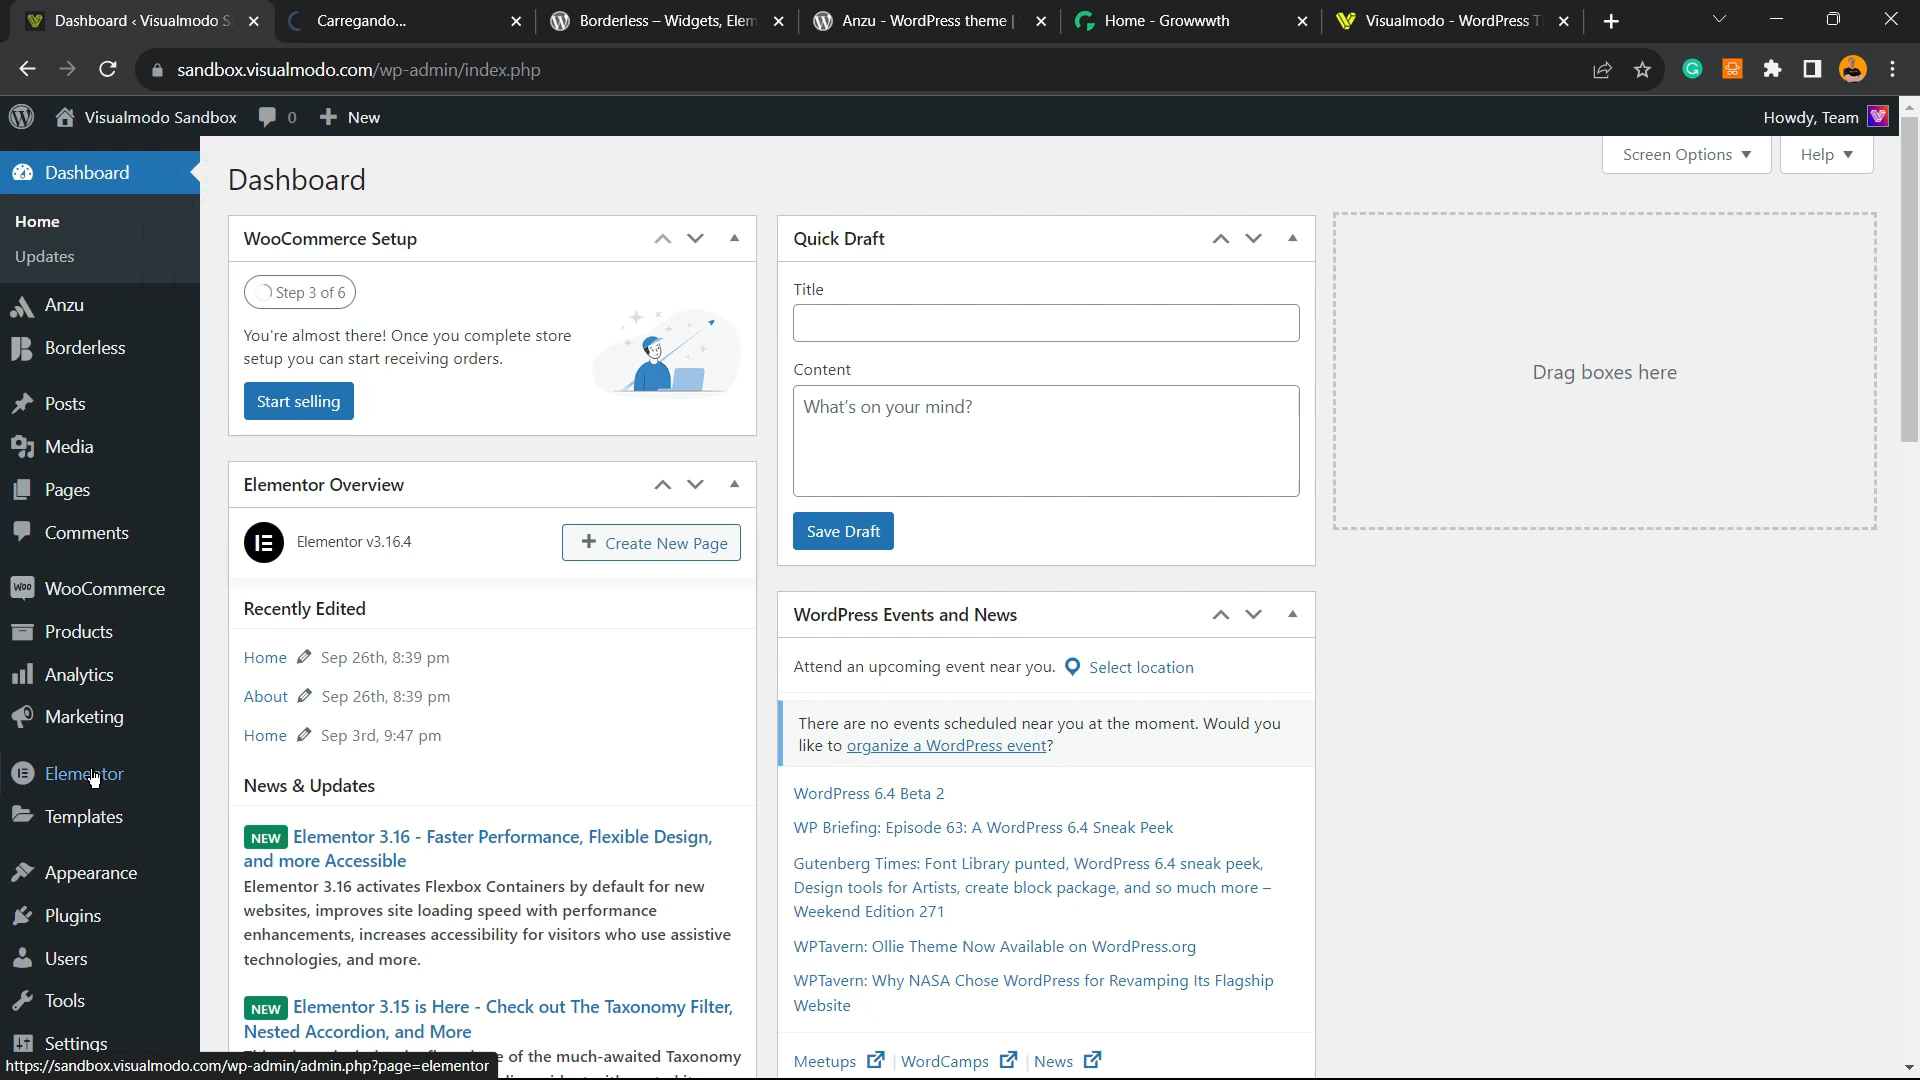 Dashboard ‹ Visualmodo S
Carregando...
Borderless – Widgets, Elem
Anzu - WordPress theme |
Home - Growwwth
Visualmodo - WordPress T
sandbox.visualmodo.com/wp-admin/index.php
Visualmodo Sandbox
0
New
Howdy, Team
Dashboard
Home
Updates
Anzu
Borderless
Posts
Media
Pages
Comments
WooCommerce
Products
Analytics
Marketing
Elementor
Templates
Appearance
Plugins
Users
Tools
Settings
https://sandbox.visualmodo.com/wp-admin/admin.php?page=elementor
Screen Options
Help
Dashboard
WooCommerce Setup
Step 3 of 6
You're almost there! Once you complete store
setup you can start receiving orders.
Start selling
Elementor Overview
Elementor v3.16.4
Create New Page
Recently Edited
Home Sep 26th, 8:39 pm
About Sep 26th, 8:39 pm
Home Sep 3rd, 9:47 pm
News & Updates
NEW Elementor 3.16 - Faster Performance, Flexible Design,
and more Accessible
Elementor 3.16 activates Flexbox Containers by default for new
websites, improves site loading speed with performance
enhancements, increases accessibility for visitors who use assistive
technologies, and more.
NEW Elementor 3.15 is Here - Check out The Taxonomy Filter,
Nested Accordion, and More
of the much-awaited Taxonomy
Quick Draft
Title
Content
What's on your mind?
Save Draft
WordPress Events and News
Attend an upcoming event near you. Select location
There are no events scheduled near you at the moment. Would you
like to organize a WordPress event?
WordPress 6.4 Beta 2
WP Briefing: Episode 63: A WordPress 6.4 Sneak Peek
Gutenberg Times: Font Library punted, WordPress 6.4 sneak peek,
Design tools for Artists, create block package, and so much more –
Weekend Edition 271
WPTavern: Ollie Theme Now Available on WordPress.org
WPTavern: Why NASA Chose WordPress for Revamping Its Flagship
Website
Meetups | WordCamps | News
Drag boxes here